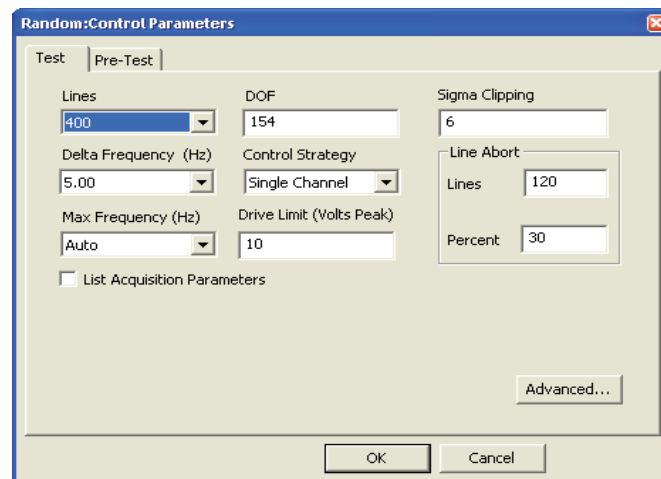 Random:Control Parameters
Test
Pre-Test
Lines
DOF
Sigma Clipping
400
154
6
Delta Frequency (Hz)
Control Strategy
Line Abort
5.00
Single Channel
Lines
120
Max Frequency (Hz)
Drive Limit (Volts Peak)
Auto
10
Percent
30
List Acquisition Parameters
Advanced...
OK
Cancel